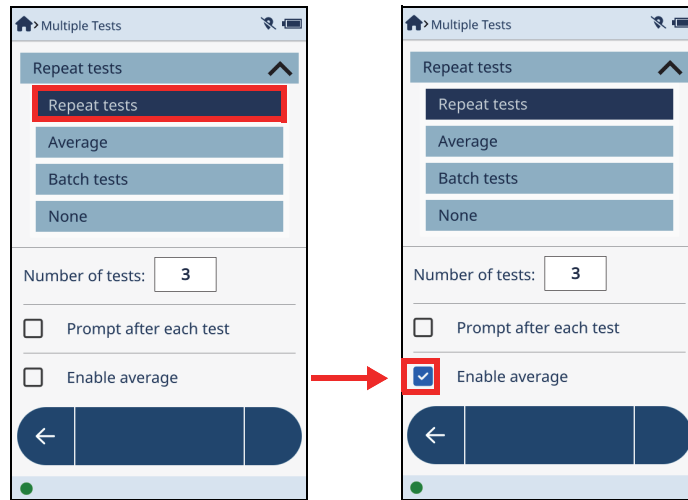 Multiple Tests
Repeat tests
Repeat tests
Average
Batch tests
None
Number of tests: 3
Prompt after each test
Enable average
Multiple Tests
Repeat tests
Repeat tests
Average
Batch tests
None
Number of tests: 3
Prompt after each test
Enable average